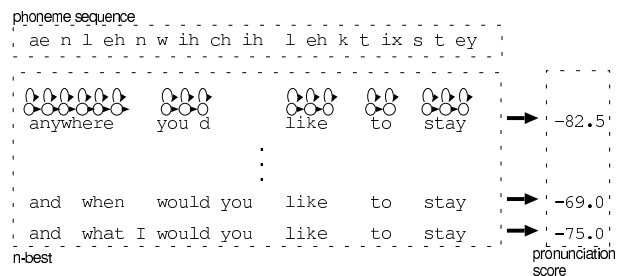 phoneme sequence
ae n l eh n w ih ch ih l eh k t ix s t ey
anywhere you d like to stay -82.5
and when would you like to stay -69.0
and what I would you like to stay -75.0
n-best
pronunciation
score